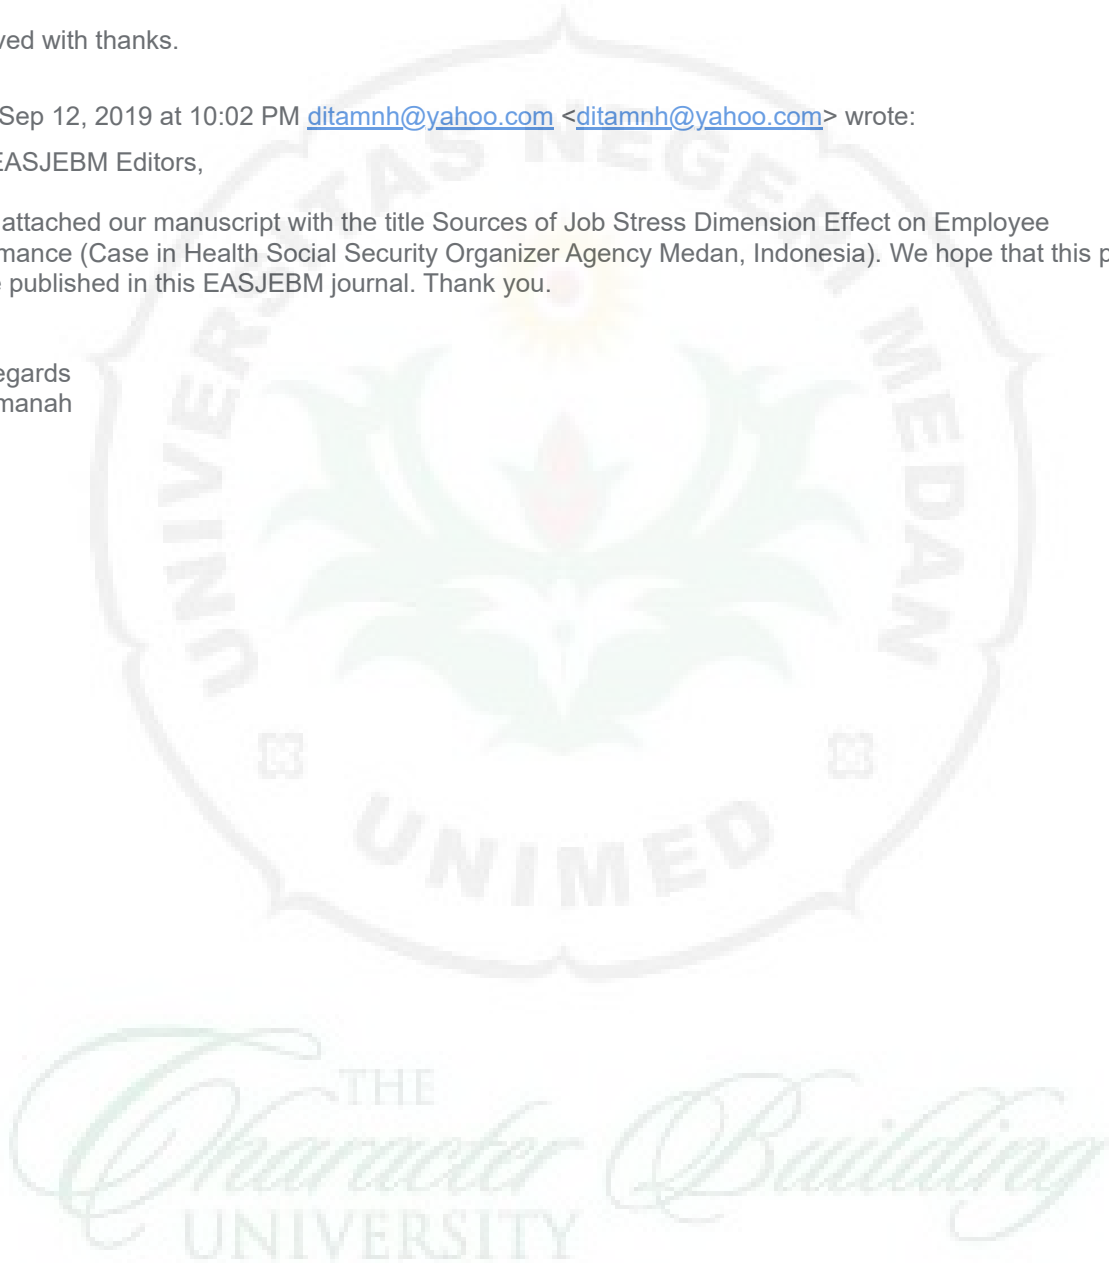 ved with thanks.
Sep 12, 2019 at 10:02 PM ditamnh@yahoo.com <ditamnh@yahoo.com> wrote:
EASJEBM Editors,
attached our manuscript with the title Sources of Job Stress Dimension Effect on Employee
mance (Case in Health Social Security Organizer Agency Medan, Indonesia). We hope that this p
e published in this EASJEBM journal. Thank you.
egards
manah
UNIVERSITAS NEGERI MEDAN
UNIMED
THE
Character Building
UNIVERSITY